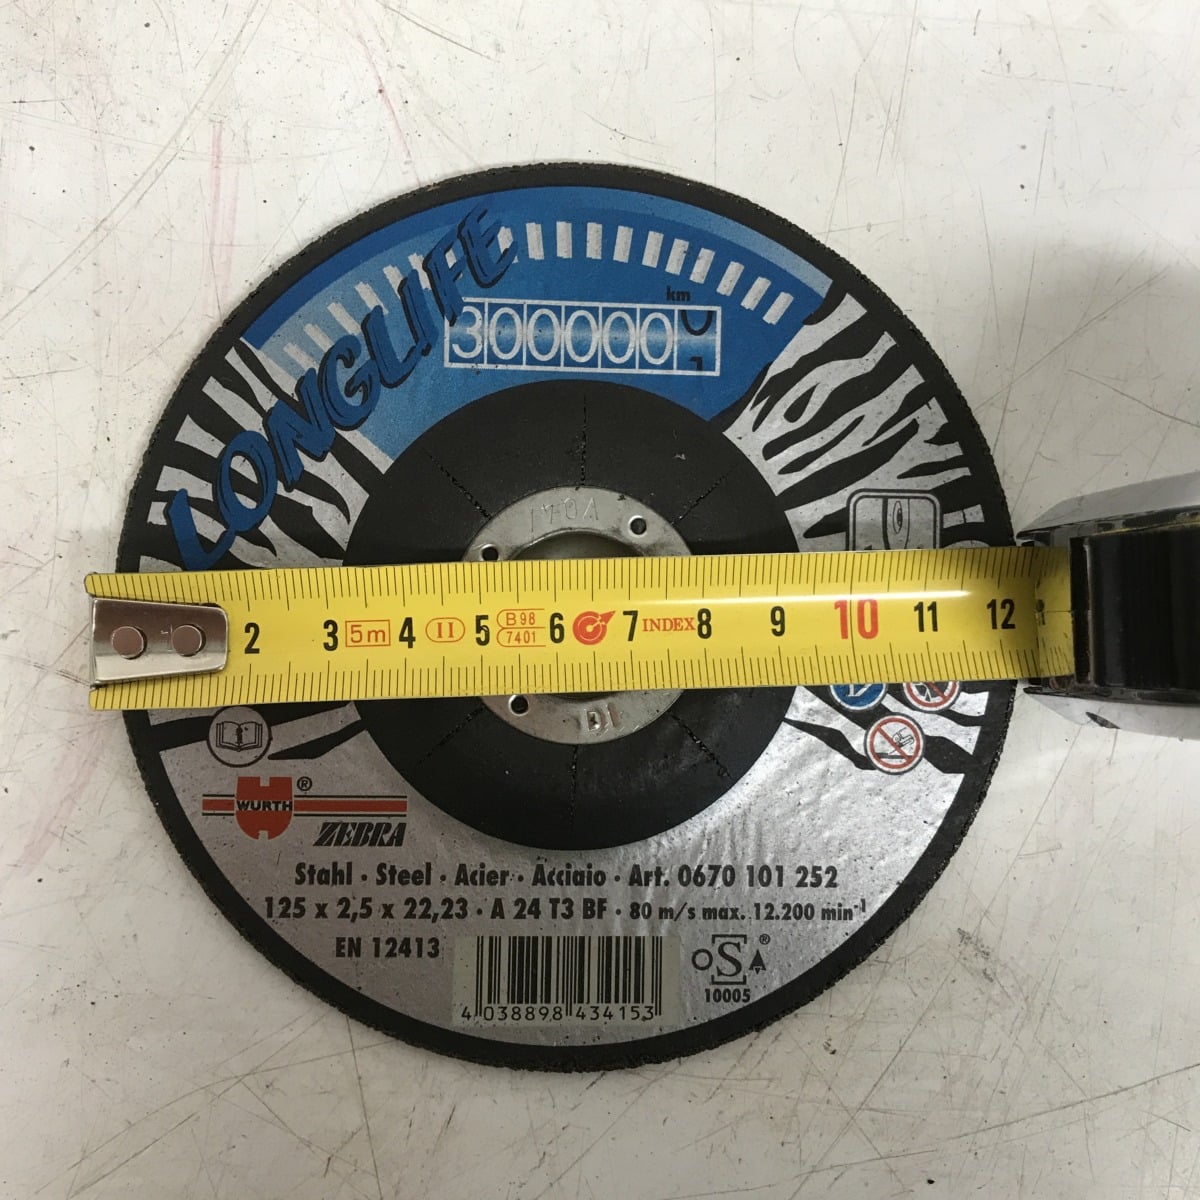 LONGLIFE
km
300000
2 3 5m 4 II 5 B 98 7401 6 7 INDEX 8 9 10 11 12
WURTH ®
ZEBRA
Stahl · Steel · Acier · Acciaio · Art. 0670 101 252
125 x 2,5 x 22,23 · A 24 T3 BF · 80 m/s max. 12.200 min-1
EN 12413
oSA ®
10005
4 038898 434153